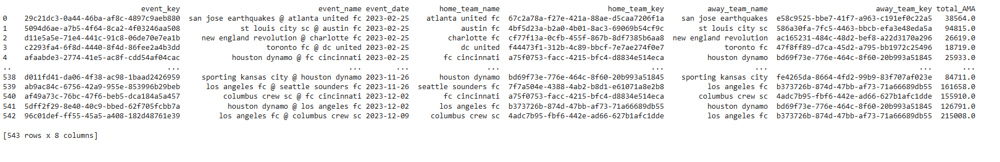 event_key event_name event_date home_team_name home_team_key away_team_name away_team_key total_AMA
0 29c21dc3-0a44-46ba-af8c-4897c9aeb880 san jose earthquakes @ atlanta united fc 2023-02-25 atlanta united fc 67c2a78a-f27e-421a-88ae-d5caa7206f1a san jose earthquakes e58c9525-bbe7-41f7-a963-c191ef0c22a5 38564.0
1 5094d6ae-a7b5-4f64-8ca2-4f03246aa508 st louis city sc @ austin fc 2023-02-25 austin fc 4bf5d23a-b2a0-4b01-8ac3-69069b54cf9c st louis city sc 586a30fa-7fc5-4463-bbcb-efa3e48eda5a 94815.0
2 d11e5a5e-71e4-441c-91c8-06de70e7ea1b new england revolution @ charlotte fc 2023-02-25 charlotte fc cf77f13a-0cfb-455f-867b-8df7385b6aa8 new england revolution ac165231-484c-48d2-bef8-a22d3170a296 26619.0
3 c2293fa4-6f8d-4440-8f4d-86fee2a4b3dd toronto fc @ dc united 2023-02-25 dc united f44473f1-312b-4c89-bbcf-7e7ae274f0e7 toronto fc 47f8ff89-d7ca-45d2-a795-bb1972c25496 18719.0
4 afaabde3-2774-41e5-ac8f-cdd54af04cac houston dynamo @ fc cincinnati 2023-02-25 fc cincinnati a75f0753-facc-4215-bfc4-d8834e514eca houston dynamo bd69f73e-776e-464c-8f60-20b993a51845 25933.0
.. ... ... ... ... ... ... ... ...
538 d011fd41-da06-4f38-ac98-1baad2426959 sporting kansas city @ houston dynamo 2023-11-26 houston dynamo bd69f73e-776e-464c-8f60-20b993a51845 sporting kansas city fe4265da-8664-4fd2-99b9-83f707af023e 84711.0
539 ab9ac84c-6756-42a9-955e-853996b29beb los angeles fc @ seattle sounders fc 2023-11-26 seattle sounders fc 7f7a504e-4388-4ab2-b8d1-e61071a8e2b8 los angeles fc b373726b-874d-47bb-af73-71a66689db55 161658.0
540 af49a73c-76bc-47f6-beb5-dca184a5a457 columbus crew sc @ fc cincinnati 2023-12-02 fc cincinnati a75f0753-facc-4215-bfc4-d8834e514eca columbus crew sc 4adc7b95-fbf6-442e-ad66-627b1afc1dde 155910.0
541 5dff2f29-8e40-40c9-bbed-62f705fcbb7a houston dynamo @ los angeles fc 2023-12-02 los angeles fc b373726b-874d-47bb-af73-71a66689db55 houston dynamo bd69f73e-776e-464c-8f60-20b993a51845 126791.0
542 96c01def-ff55-45a5-a408-182d48761e39 los angeles fc @ columbus crew sc 2023-12-09 columbus crew sc 4adc7b95-fbf6-442e-ad66-627b1afc1dde los angeles fc b373726b-874d-47bb-af73-71a66689db55 215008.0
[543 rows x 8 columns]